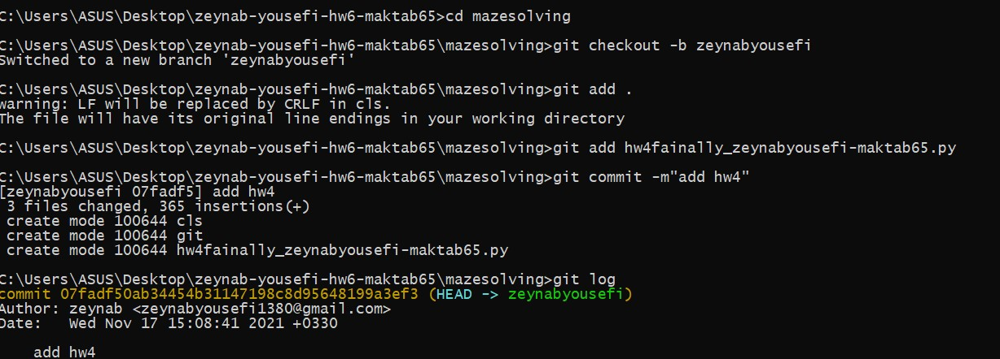 C:\Users\ASUS\Desktop\zeynab-yousefi-hw6-maktab65>cd mazesolving
C:\Users\ASUS\Desktop\zeynab-yousefi-hw6-maktab65\mazesolving>git checkout -b zeynabyousefi
Switched to a new branch 'zeynabyousefi'
C:\Users\ASUS\Desktop\zeynab-yousefi-hw6-maktab65\mazesolving>git add .
warning: LF will be replaced by CRLF in cls.
The file will have its original line endings in your working directory
C:\Users\ASUS\Desktop\zeynab-yousefi-hw6-maktab65\mazesolving>git add hw4fainally_zeynabyousefi-maktab65.py
C:\Users\ASUS\Desktop\zeynab-yousefi-hw6-maktab65\mazesolving>git commit -m"add hw4"
[zeynabyousefi 07fadf5] add hw4
3 files changed, 365 insertions(+)
create mode 100644 cls
create mode 100644 git
create mode 100644 hw4fainally_zeynabyousefi-maktab65.py
C:\Users\ASUS\Desktop\zeynab-yousefi-hw6-maktab65\mazesolving>git log
commit 07fadf50ab34454b31147198c8d95648199a3ef3 (HEAD -> zeynabyousefi)
Author: zeynab <zeynabyousefi1380@gmail.com>
Date:   Wed Nov 17 15:08:41 2021 +0330
add hw4